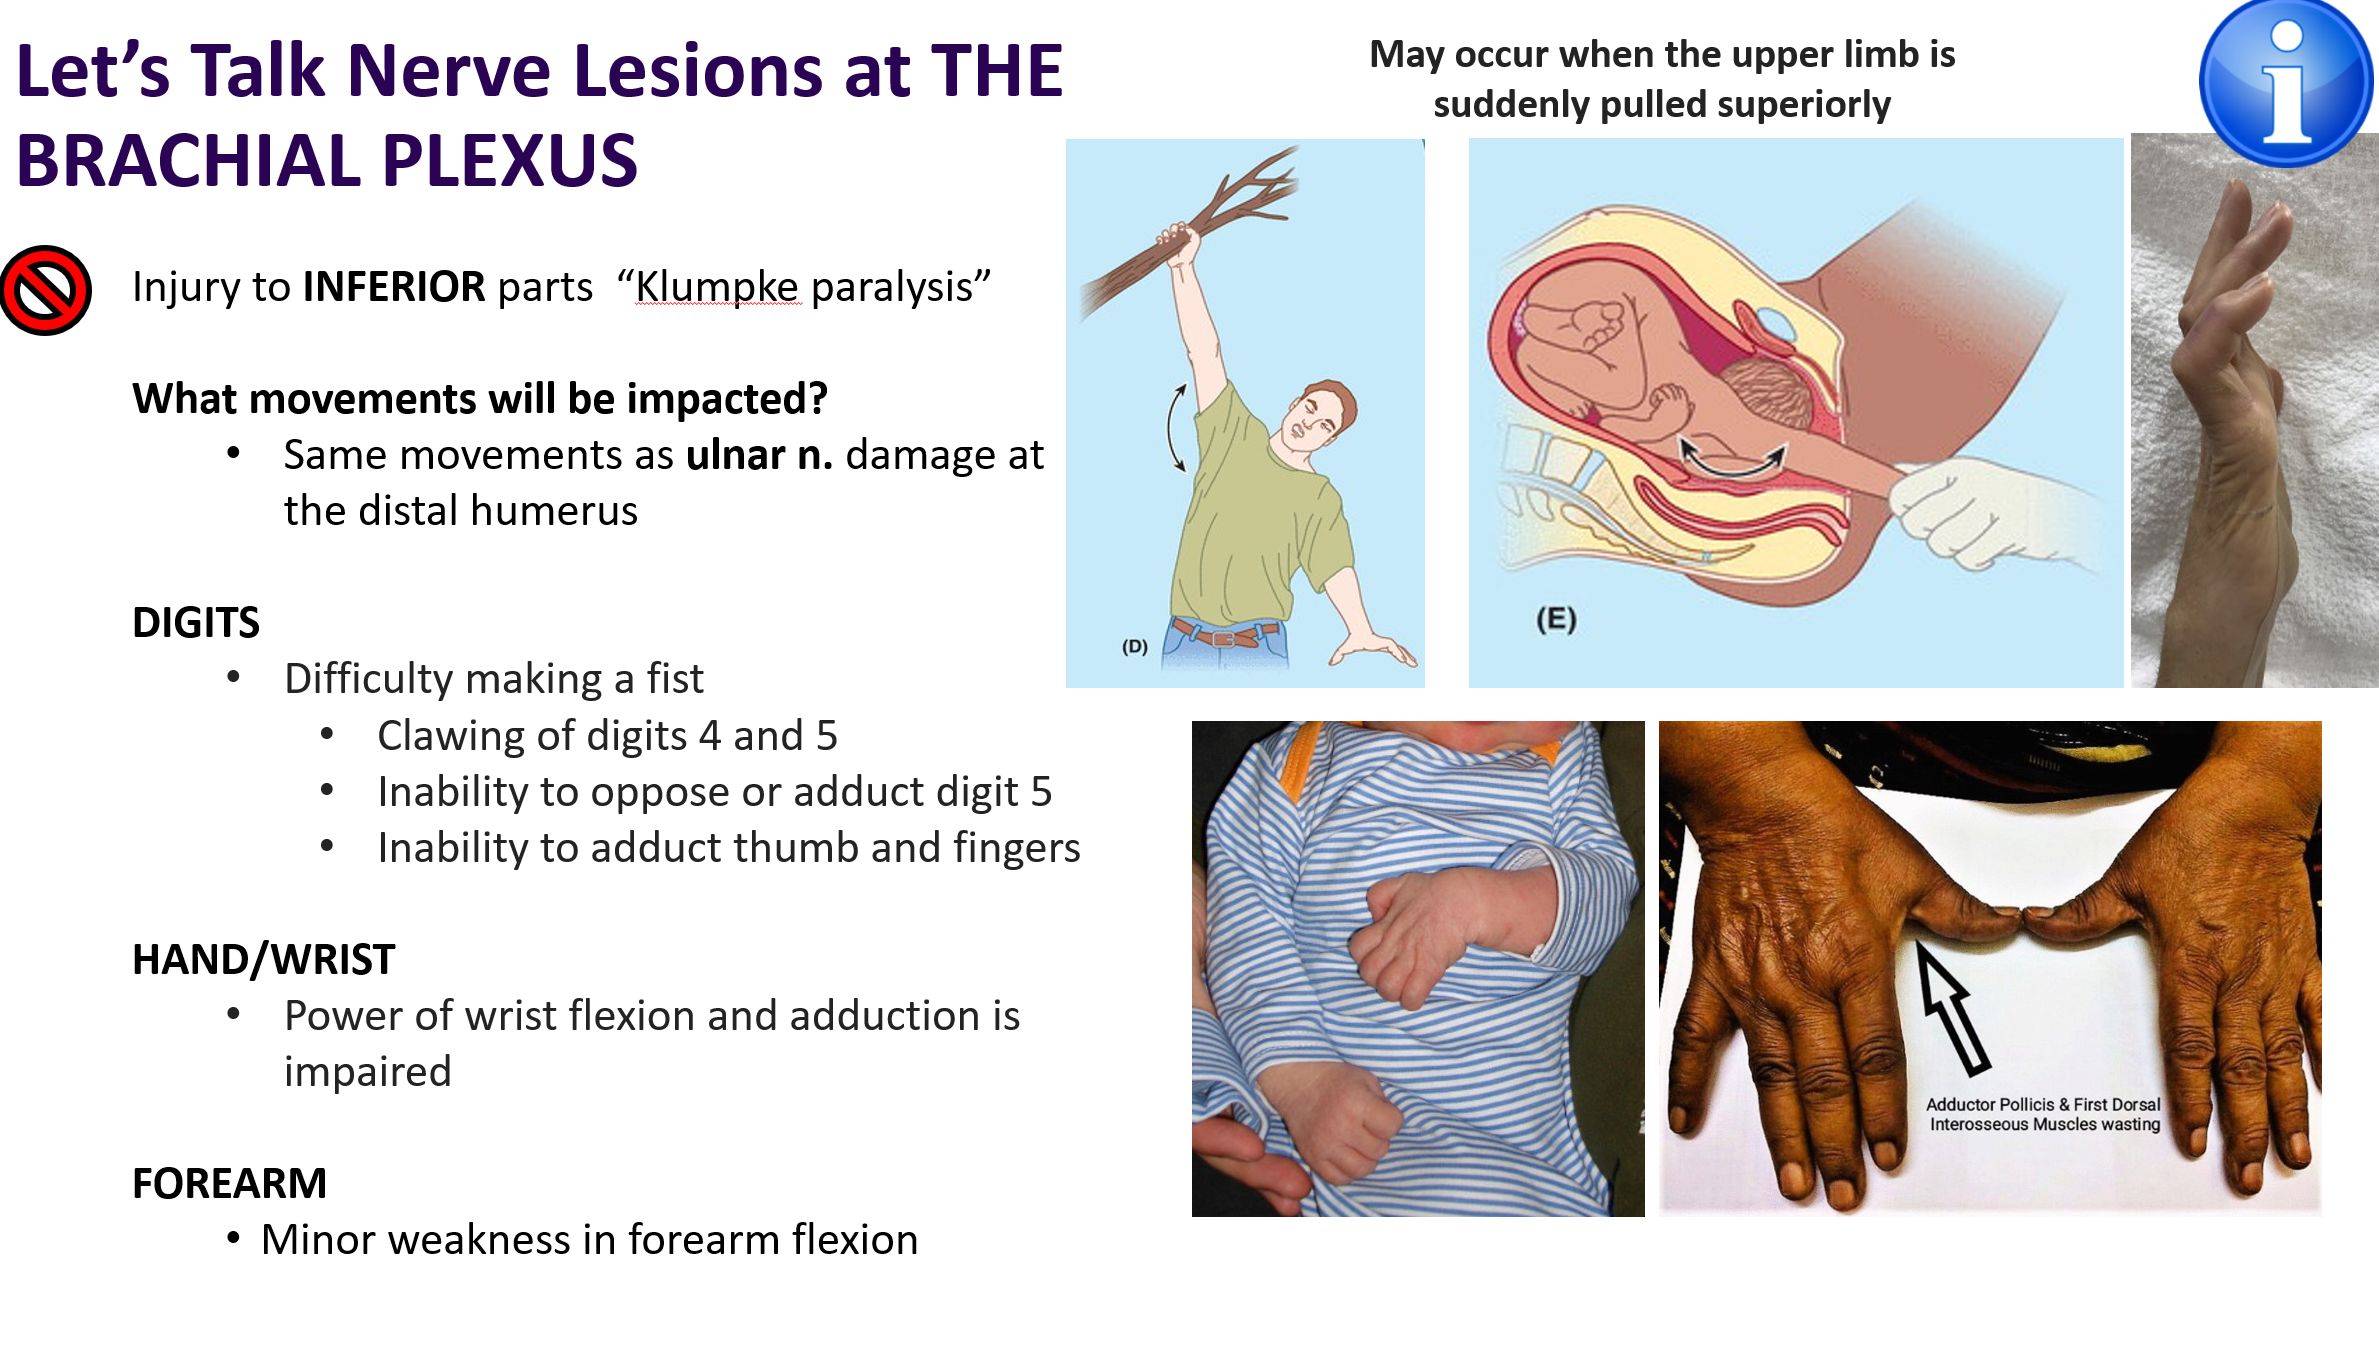 Let’s Talk Nerve Lesions at THE
BRACHIAL PLEXUS
Injury to INFERIOR parts “Klumpke paralysis”
What movements will be impacted?
• Same movements as ulnar n. damage at
the distal humerus
DIGITS
• Difficulty making a fist
• Clawing of digits 4 and 5
• Inability to oppose or adduct digit 5
• Inability to adduct thumb and fingers
HAND/WRIST
• Power of wrist flexion and adduction is
impaired
FOREARM
• Minor weakness in forearm flexion
May occur when the upper limb is
suddenly pulled superiorly
i
(D)
(E)
Adductor Pollicis & First Dorsal
Interosseous Muscles wasting